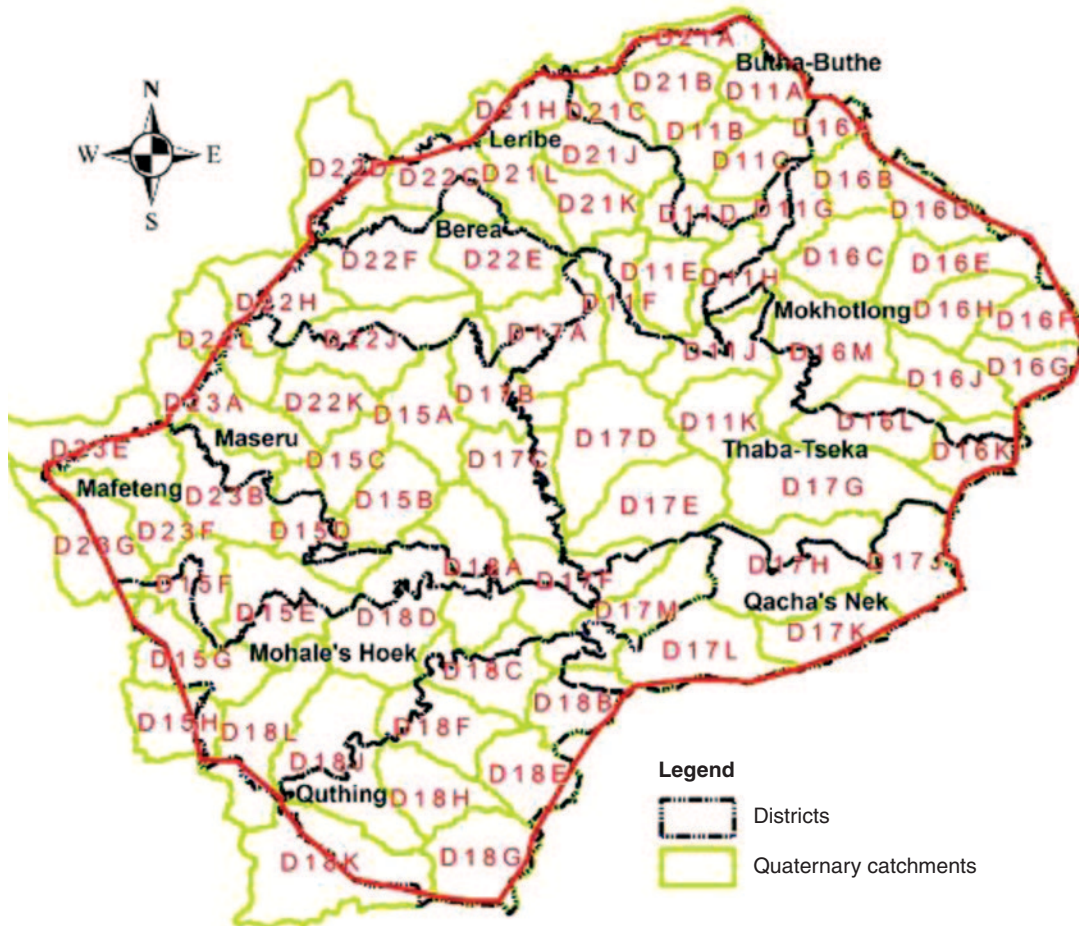 D21A
Butha-Buthe
D21B
D11A
N
D21H
D21C
D16A
D11B
Leribe
W
E
D21J
D11C
D22D
D22C
D21L
D16B
S
D21K
D11D
D11G
D16D
Berea
D22F
D22E
D11E
D11H
D16C
D16E
D22H
D11F
Mokhotlong
D16H
D16F
D22L
D22J
D17A
D11J
D16M
D16J
D16G
D23A
D22K
D15A
D17B
D11K
D16L
D23E
Maseru
D17D
Thaba-Tseka
D16K
D15C
D17C
Mafeteng
D23B
D15B
D17E
D17G
D23G
D23F
D15D
D15F
D18A
D17F
D17H
D17J
D15E
D18D
D17M
Qacha's Nek
D15G
Mohale's Hoek
D17L
D17K
D18C
D15H
D18L
D18F
D18B
D18J
D18E
Legend
Quthing
D18H
Districts
D18K
D18G
Quaternary catchments